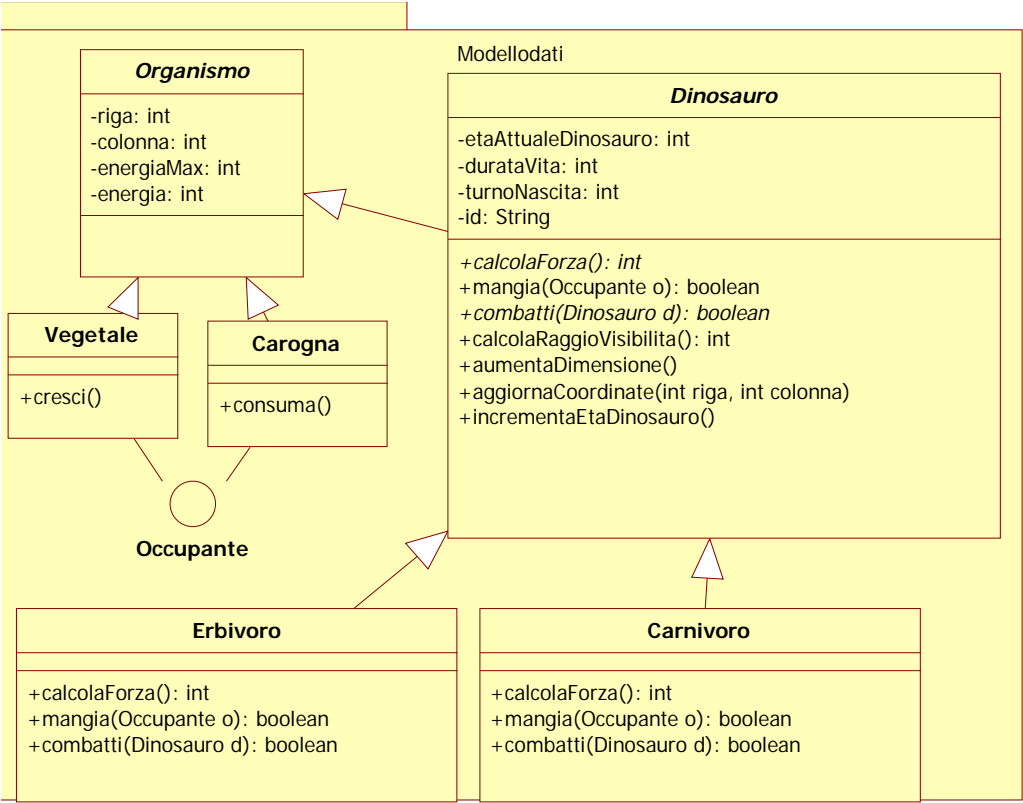 Modellodati
Organismo
-riga: int
-colonna: int
-energiaMax: int
-energia: int
Dinosauro
-etaAttualeDinosauro: int
-durataVita: int
-turnoNascita: int
-id: String
+calcolaForza(): int
+mangia(Occupante o): boolean
+combatti(Dinosauro d): boolean
+calcolaRaggioVisibilita(): int
+aumentaDimensione()
+aggiornaCoordinate(int riga, int colonna)
+incrementaEtaDinosauro()
Vegetale
+cresci()
Carogna
+consuma()
Occupante
Erbivoro
+calcolaForza(): int
+mangia(Occupante o): boolean
+combatti(Dinosauro d): boolean
Carnivoro
+calcolaForza(): int
+mangia(Occupante o): boolean
+combatti(Dinosauro d): boolean